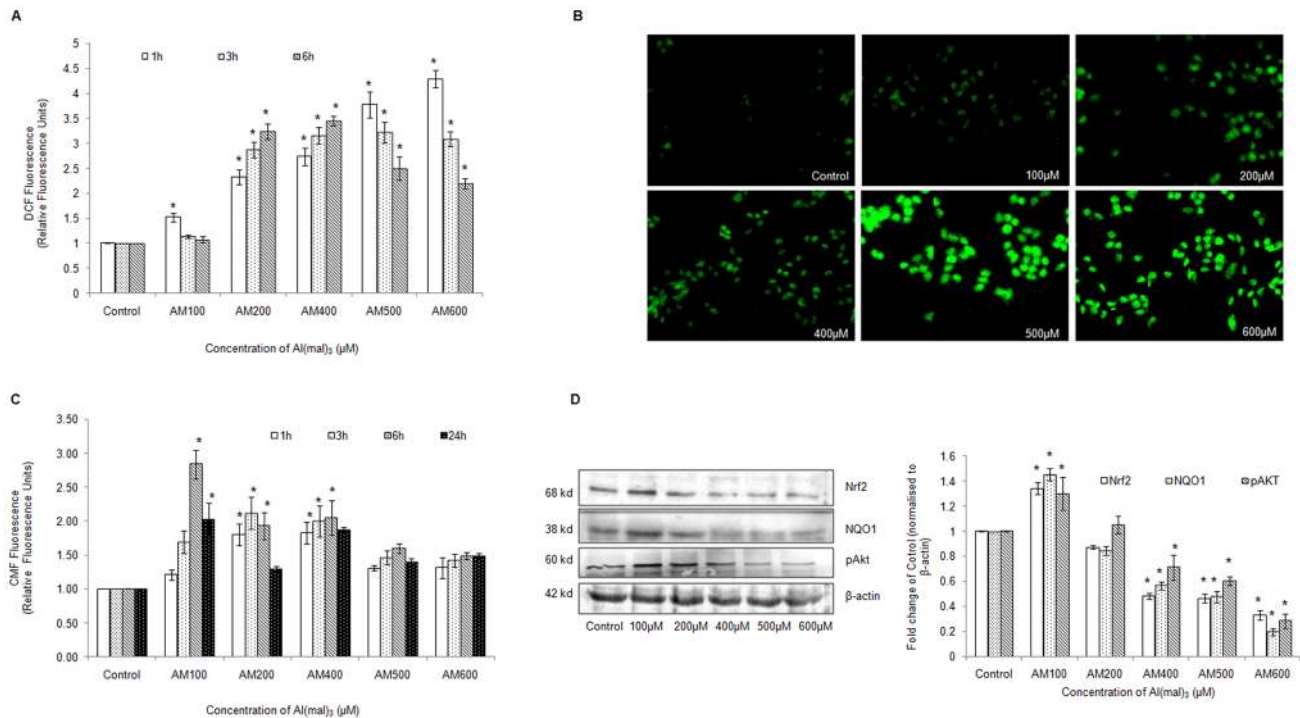 A
DCF Fluorescence
(Relative Fluorescence Units)
5
4.5
4
3.5
3
2.5
2
1.5
1
0.5
0
1h 3h 6h
* * * * * * * * * * * * *
Control AM100 AM200 AM400 AM500 AM600
Concentration of Al(mal)3 (µM)
B
Control 100µM 200µM
400µM 500µM 600µM
C
CMF Fluorescence
(Relative Fluorescence Units)
3.50
3.00
2.50
2.00
1.50
1.00
0.50
0.00
1h 3h 6h 24h
* * * * * * * *
Control AM100 AM200 AM400 AM500 AM600
Concentration of Al(mal)3 (µM)
D
68 kd Nrf2
38 kd NQO1
60 kd pAkt
42 kd β-actin
Control 100µM 200µM 400µM 500µM 600µM
Fold change of Cotrol (normalised to
β-actin)
1.6
1.4
1.2
1
0.8
0.6
0.4
0.2
0
Nrf2 NQO1 pAKT
* * * * * * * * * * * *
Control AM100 AM200 AM400 AM500 AM600
Concentration of Al(mal)3 (µM)